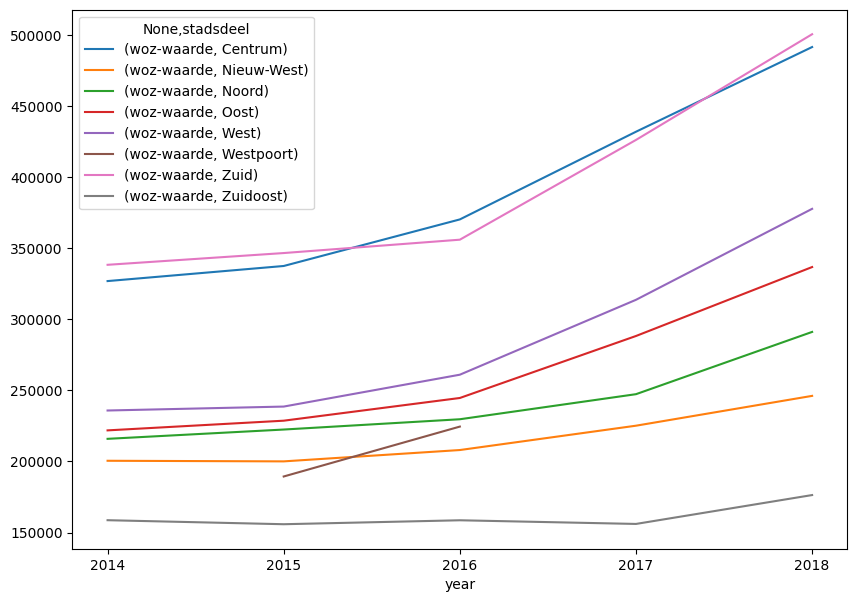 None,stadsdeel
(woz-waarde, Centrum)
(woz-waarde, Nieuw-West)
(woz-waarde, Noord)
(woz-waarde, Oost)
(woz-waarde, West)
(woz-waarde, Westpoort)
(woz-waarde, Zuid)
(woz-waarde, Zuidoost)
500000
450000
400000
350000
300000
250000
200000
150000
2014 2015 2016 2017 2018
year